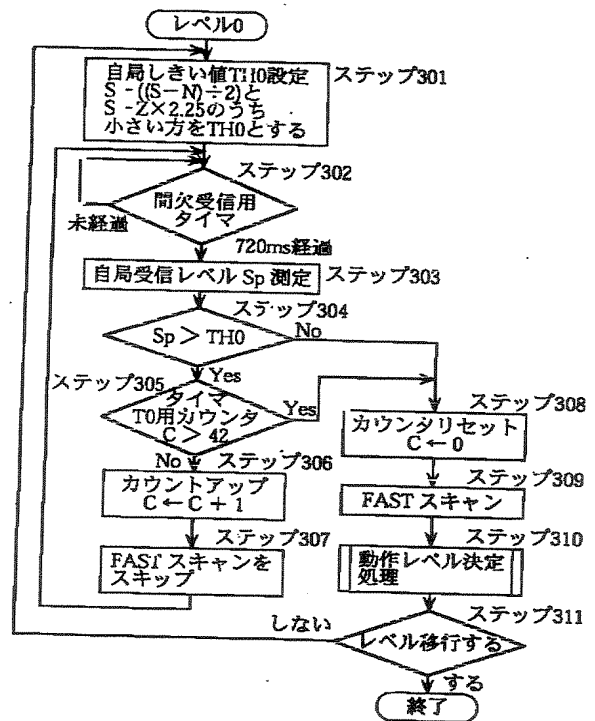 レベル0
自局しきい値TH0設定
S-((S-N)÷2)と
S-Z×2.25のうち
小さい方をTH0とする
ステップ301
ステップ302
間欠受信用
タイマ
未経過
720ms経過
自局受信レベル Sp 測定
ステップ303
ステップ304
Sp > TH0
No
Yes
ステップ305
タイマ
T0用カウンタ
C > 42
Yes
No
ステップ306
カウントアップ
C←C+1
ステップ307
FASTスキャンを
スキップ
ステップ308
カウンタリセット
C←0
ステップ309
FASTスキャン
ステップ310
動作レベル決定
処理
ステップ311
レベル移行する
しない
する
終了